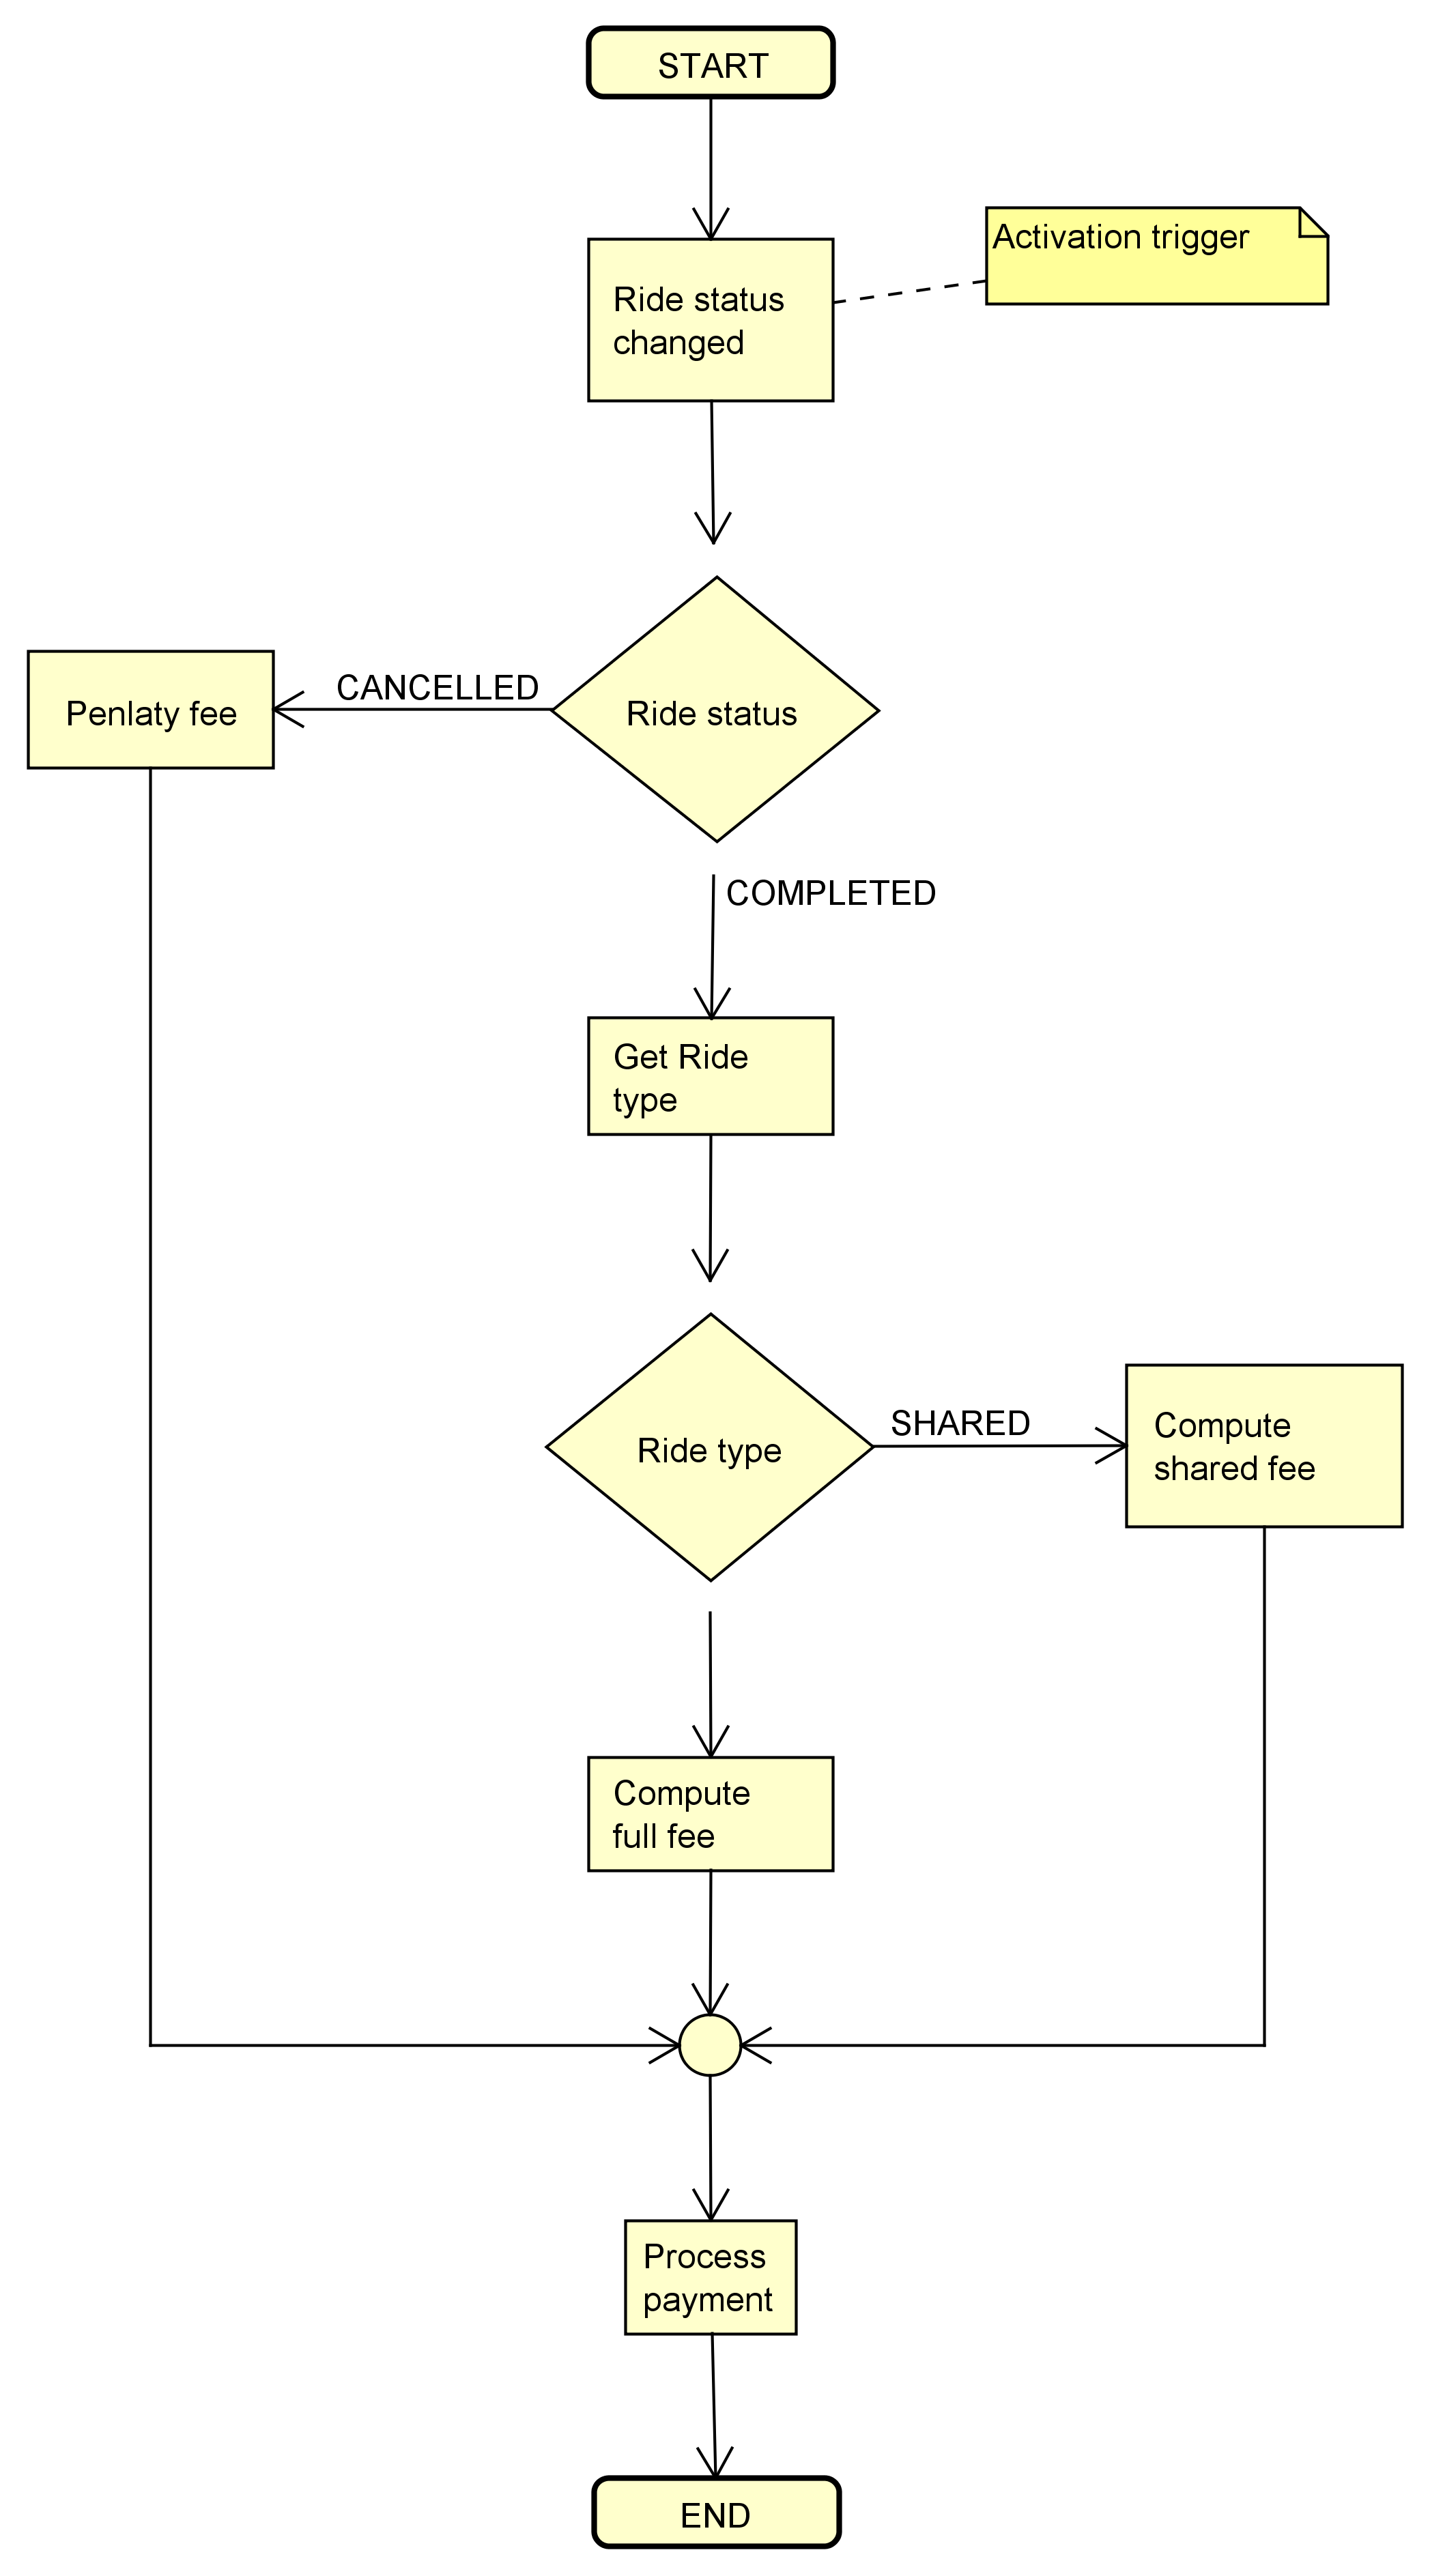 START
Activation trigger
Ride status
changed
CANCELLED
Penlaty fee
Ride status
COMPLETED
Get Ride
type
SHARED
Ride type
Compute
shared fee
Compute
full fee
Process
payment
END